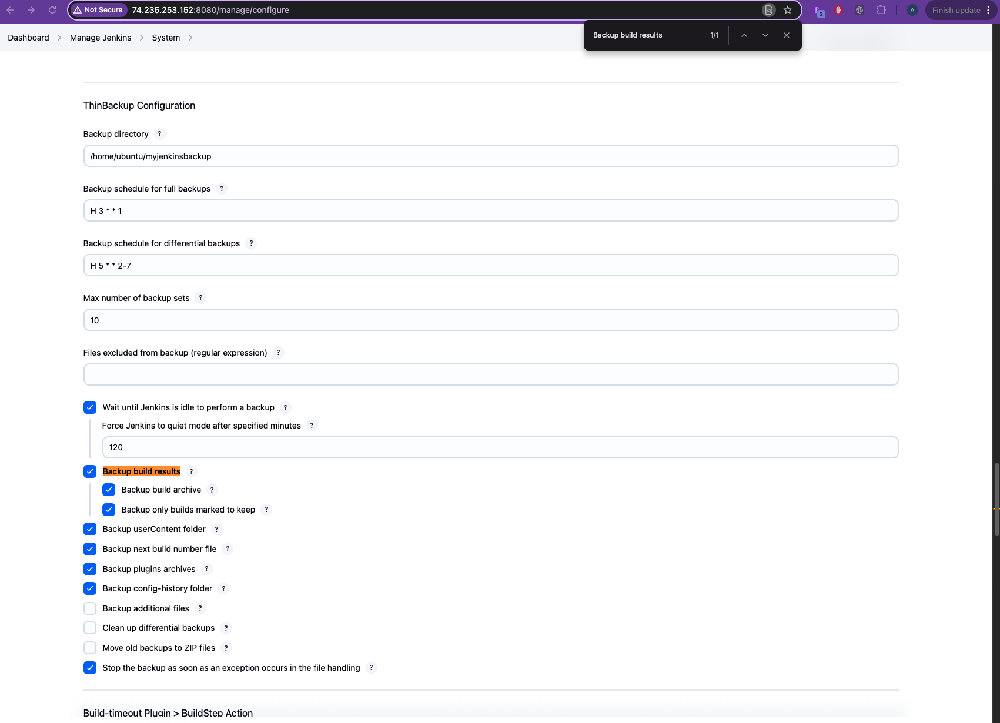 Not Secure 74.235.253.152:8080/manage/configure
2
A
Finish update
Backup build results 1/1
Dashboard Manage Jenkins System
ThinBackup Configuration
Backup directory ?
/home/ubuntu/myjenkinsbackup
Backup schedule for full backups ?
H 3 * * 1
Backup schedule for differential backups ?
H 5 * * 2-7
Max number of backup sets ?
10
Files excluded from backup (regular expression) ?
Wait until Jenkins is idle to perform a backup ?
Force Jenkins to quiet mode after specified minutes ?
120
Backup build results ?
Backup build archive ?
Backup only builds marked to keep ?
Backup userContent folder ?
Backup next build number file ?
Backup plugins archives ?
Backup config-history folder ?
Backup additional files ?
Clean up differential backups ?
Move old backups to ZIP files ?
Stop the backup as soon as an exception occurs in the file handling ?
Build-timeout Plugin > BuildStep Action